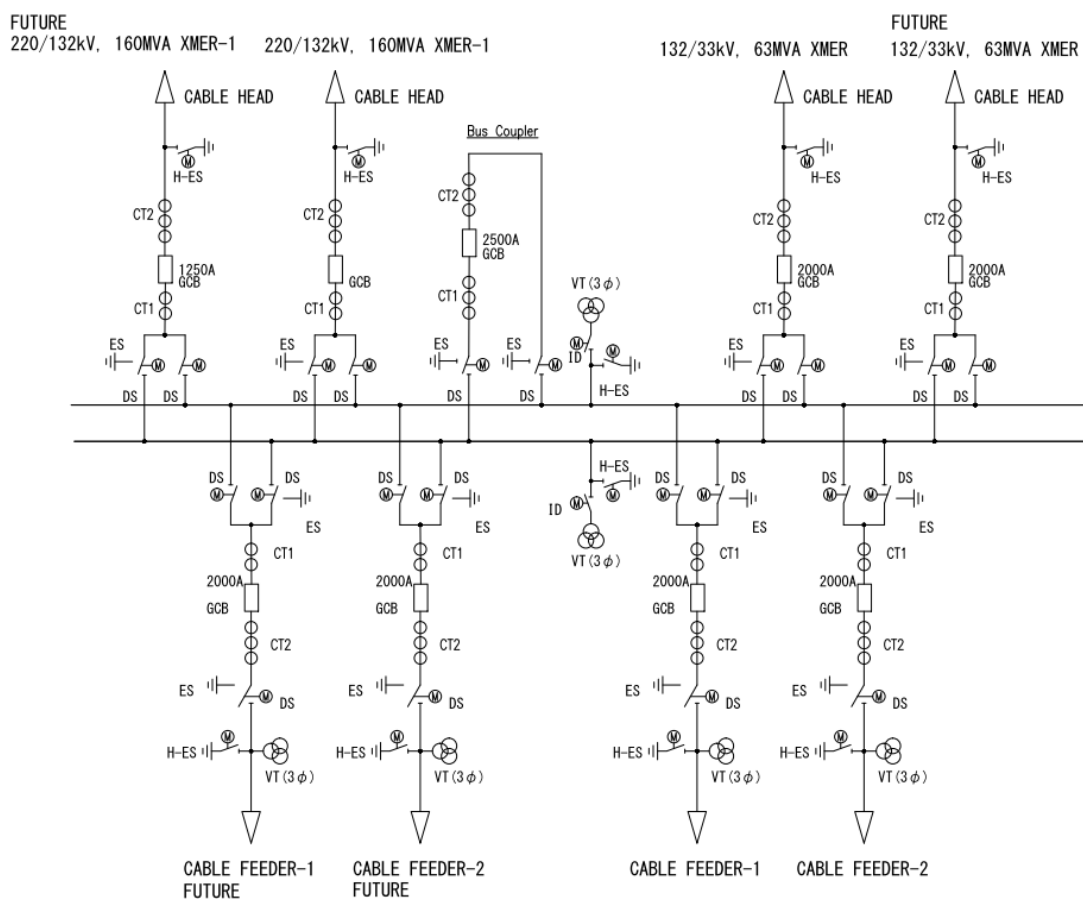 FUTURE
220/132kV, 160MVA XMER-1
220/132kV, 160MVA XMER-1
132/33kV, 63MVA XMER
FUTURE
132/33kV, 63MVA XMER
CABLE HEAD
CABLE HEAD
CABLE HEAD
CABLE HEAD
Bus Coupler
M
H-ES
M
H-ES
M
H-ES
M
H-ES
CT2
CT2
CT2
CT2
CT2
1250A
GCB
GCB
2500A
GCB
2000A
GCB
2000A
GCB
VT(3φ)
CT1
CT1
CT1
CT1
CT1
ES
M
M
ES
M
M
ES
M
ES
M
M
ID
M
H-ES
ES
M
M
ES
M
M
DS
DS
DS
DS
DS
DS
DS
DS
DS
DS
DS
DS
DS
DS
H-ES
DS
DS
DS
DS
M
M
M
M
M
M
M
M
M
M
ES
ES
ID
ES
ES
VT(3φ)
CT1
CT1
CT1
CT1
2000A
GCB
2000A
GCB
2000A
GCB
2000A
GCB
CT2
CT2
CT2
CT2
ES
M
DS
ES
M
DS
ES
M
DS
ES
M
DS
M
H-ES
VT(3φ)
M
H-ES
VT(3φ)
M
H-ES
VT(3φ)
M
H-ES
VT(3φ)
CABLE FEEDER-1
FUTURE
CABLE FEEDER-2
FUTURE
CABLE FEEDER-1
CABLE FEEDER-2